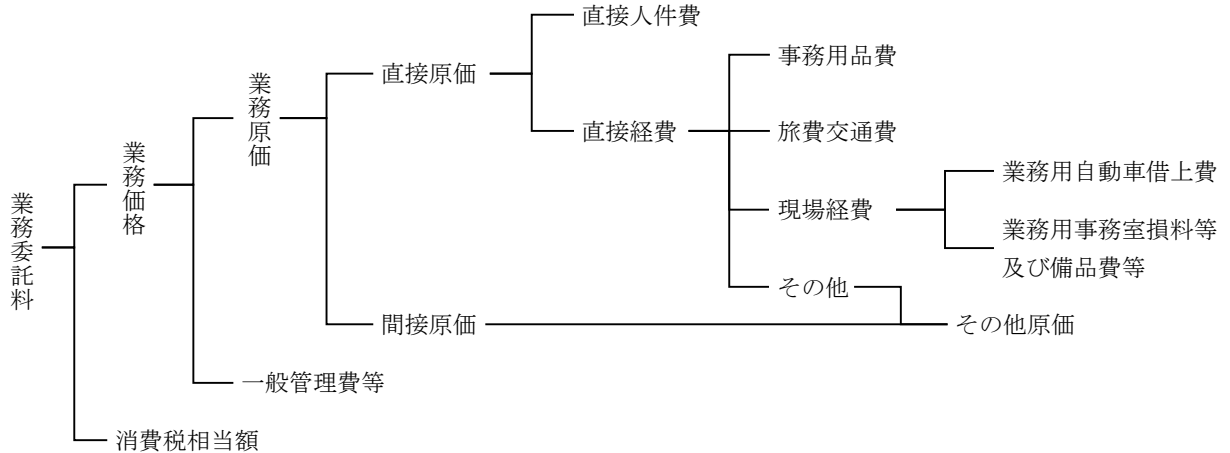 業務委託料
業務価格
業務原価
直接原価
直接人件費
直接経費
事務用品費
旅費交通費
現場経費
業務用自動車借上費
業務用事務室損料等
及び備品費等
その他
間接原価
その他原価
一般管理費等
消費税相当額